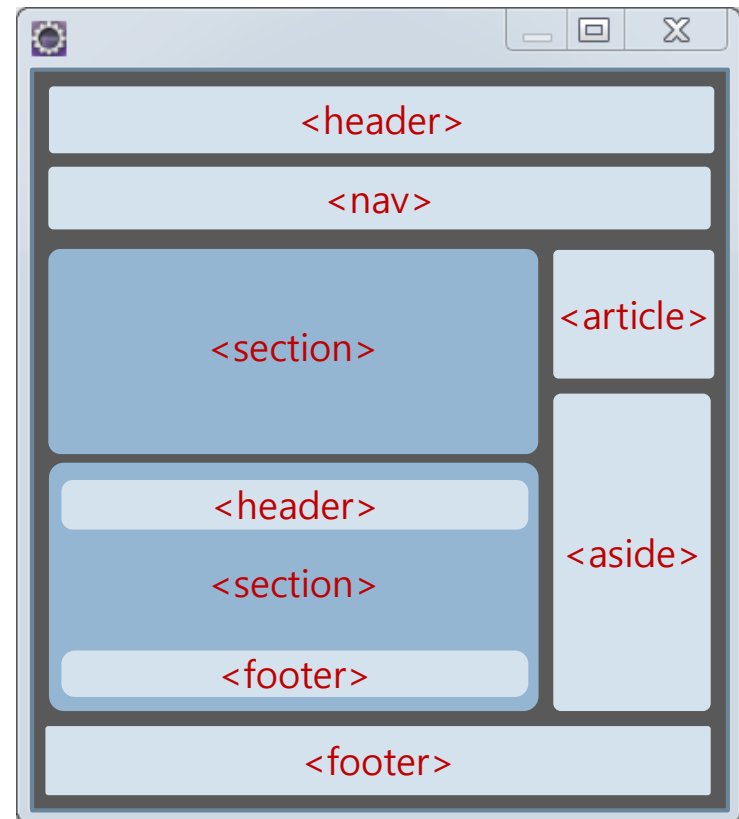 <header>
<nav>
<section>
<article>
<header>
<section>
<footer>
<aside>
<footer>